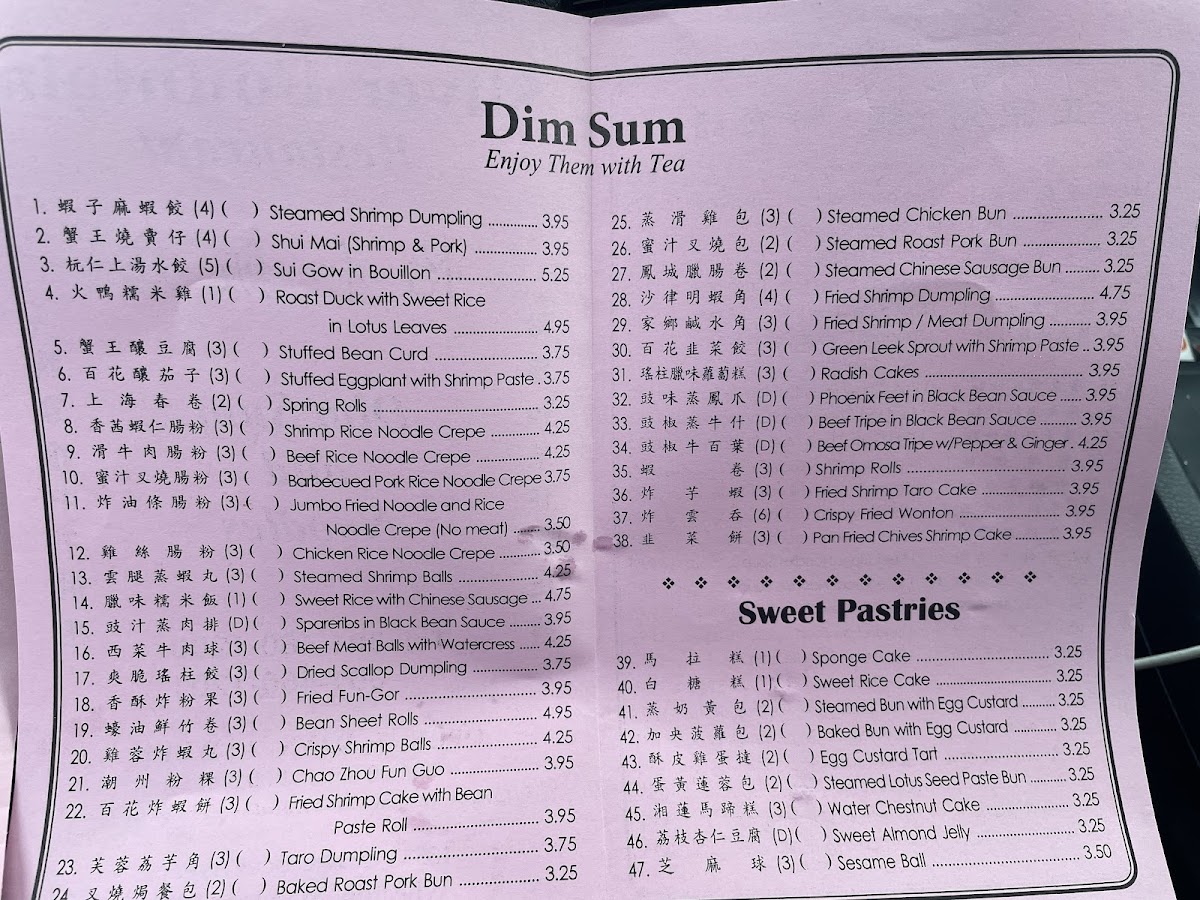 Dim Sum
Enjoy Them with Tea
1. 蝦子麻蝦餃 (4) ( ) Steamed Shrimp Dumpling ............ 3.95
2. 蟹王燒賣仔 (4) ( ) Shui Mai (Shrimp & Pork) ............ 3.95
3. 杬仁上湯水餃 (5) ( ) Sui Gow in Bouillon ............ 5.25
4. 火鴨糯米雞 (1) ( ) Roast Duck with Sweet Rice
in Lotus Leaves ............ 4.95
5. 蟹王釀豆腐 (3) ( ) Stuffed Bean Curd ............ 3.75
6. 百花釀茄子 (3) ( ) Stuffed Eggplant with Shrimp Paste . 3.75
7. 上海春卷 (2) ( ) Spring Rolls ............ 3.25
8. 香茜蝦仁腸粉 (3) ( ) Shrimp Rice Noodle Crepe ............ 4.25
9. 滑牛肉腸粉 (3) ( ) Beef Rice Noodle Crepe ............ 4.25
10. 蜜汁叉燒腸粉 (3) ( ) Barbecued Pork Rice Noodle Crepe 3.75
11. 炸油條腸粉 (3) ( ) Jumbo Fried Noodle and Rice
Noodle Crepe (No meat) ....... 3.50
12. 雞絲腸粉 (3) ( ) Chicken Rice Noodle Crepe .......... 3.50
13. 雲腿蒸蝦丸 (3) ( ) Steamed Shrimp Balls ............ 4.25
14. 臘味糯米飯 (1) ( ) Sweet Rice with Chinese Sausage ... 4.75
15. 豉汁蒸肉排 (D) ( ) Spareribs in Black Bean Sauce ........ 3.95
16. 西菜牛肉球 (3) ( ) Beef Meat Balls with Watercress ...... 4.25
17. 爽脆瑤柱餃 (3) ( ) Dried Scallop Dumpling ............ 3.75
18. 香酥炸粉果 (3) ( ) Fried Fun-Gor ............ 3.95
19. 蠔油鮮竹卷 (3) ( ) Bean Sheet Rolls ............ 4.95
20. 雞蓉炸蝦丸 (3) ( ) Crispy Shrimp Balls ............ 4.25
21. 潮州粉粿 (3) ( ) Chao Zhou Fun Guo ............ 3.95
22. 百花炸蝦餅 (3) ( ) Fried Shrimp Cake with Bean
Paste Roll ............ 3.95
23. 芙蓉荔芋角 (3) ( ) Taro Dumpling ............ 3.75
24. 叉燒焗餐包 (2) ( ) Baked Roast Pork Bun ............ 3.25
25. 蒸滑雞包 (3) ( ) Steamed Chicken Bun ............ 3.25
26. 蜜汁叉燒包 (2) ( ) Steamed Roast Pork Bun ............ 3.25
27. 鳳城臘腸卷 (2) ( ) Steamed Chinese Sausage Bun ......... 3.25
28. 沙律明蝦角 (4) ( ) Fried Shrimp Dumpling ............ 4.75
29. 家鄉鹹水角 (3) ( ) Fried Shrimp / Meat Dumpling .......... 3.95
30. 百花韭菜餃 (3) ( ) Green Leek Sprout with Shrimp Paste .. 3.95
31. 瑤柱臘味蘿蔔糕 (3) ( ) Radish Cakes ............ 3.95
32. 豉味蒸鳳爪 (D) ( ) Phoenix Feet in Black Bean Sauce ...... 3.95
33. 豉椒蒸牛什 (D) ( ) Beef Tripe in Black Bean Sauce .......... 3.95
34. 豉椒牛百葉 (D) ( ) Beef Omosa Tripe w/Pepper & Ginger . 4.25
35. 蝦卷 (3) ( ) Shrimp Rolls ............ 3.95
36. 炸芋蝦 (3) ( ) Fried Shrimp Taro Cake ............ 3.95
37. 炸雲吞 (6) ( ) Crispy Fried Wonton ............ 3.95
38. 韭菜餅 (3) ( ) Pan Fried Chives Shrimp Cake ........... 3.95
Sweet Pastries
39. 馬拉糕 (1) ( ) Sponge Cake ............ 3.25
40. 白糖糕 (1) ( ) Sweet Rice Cake ............ 3.25
41. 蒸奶黃包 (2) ( ) Steamed Bun with Egg Custard .......... 3.25
42. 加央菠蘿包 (2) ( ) Baked Bun with Egg Custard ............ 3.25
43. 酥皮雞蛋撻 (2) ( ) Egg Custard Tart ............ 3.25
44. 蛋黃蓮蓉包 (2) ( ) Steamed Lotus Seed Paste Bun .......... 3.25
45. 湘蓮馬蹄糕 (3) ( ) Water Chestnut Cake ............ 3.25
46. 荔枝杏仁豆腐 (D) ( ) Sweet Almond Jelly ............ 3.25
47. 芝麻球 (3) ( ) Sesame Ball ............ 3.50